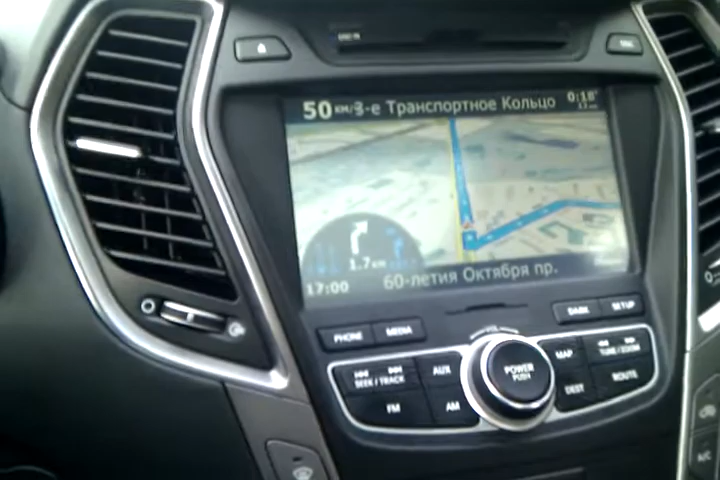 50 км/ч 3-е Транспортное Кольцо 0:18'
1.7 км
17:00 60-летия Октября пр.
DARK SETUP
PHONE MEDIA
VOL
POWER
PUSH
SEEK / TRACK AUX
MAP TUNE / ZOOM
FM AM
DEST ROUTE
A/C